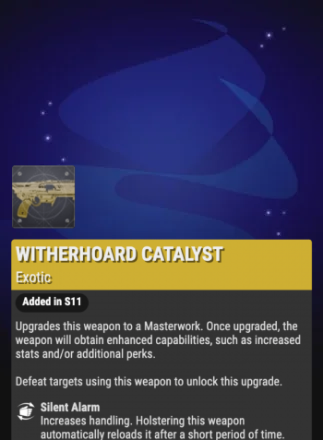 WITHERHOARD CATALYST
Exotic
Added in S11
Upgrades this weapon to a Masterwork. Once upgraded, the
weapon will obtain enhanced capabilities, such as increased
stats and/or additional perks.
Defeat targets using this weapon to unlock this upgrade.
Silent Alarm
Increases handling. Holstering this weapon
automatically reloads it after a short period of time.